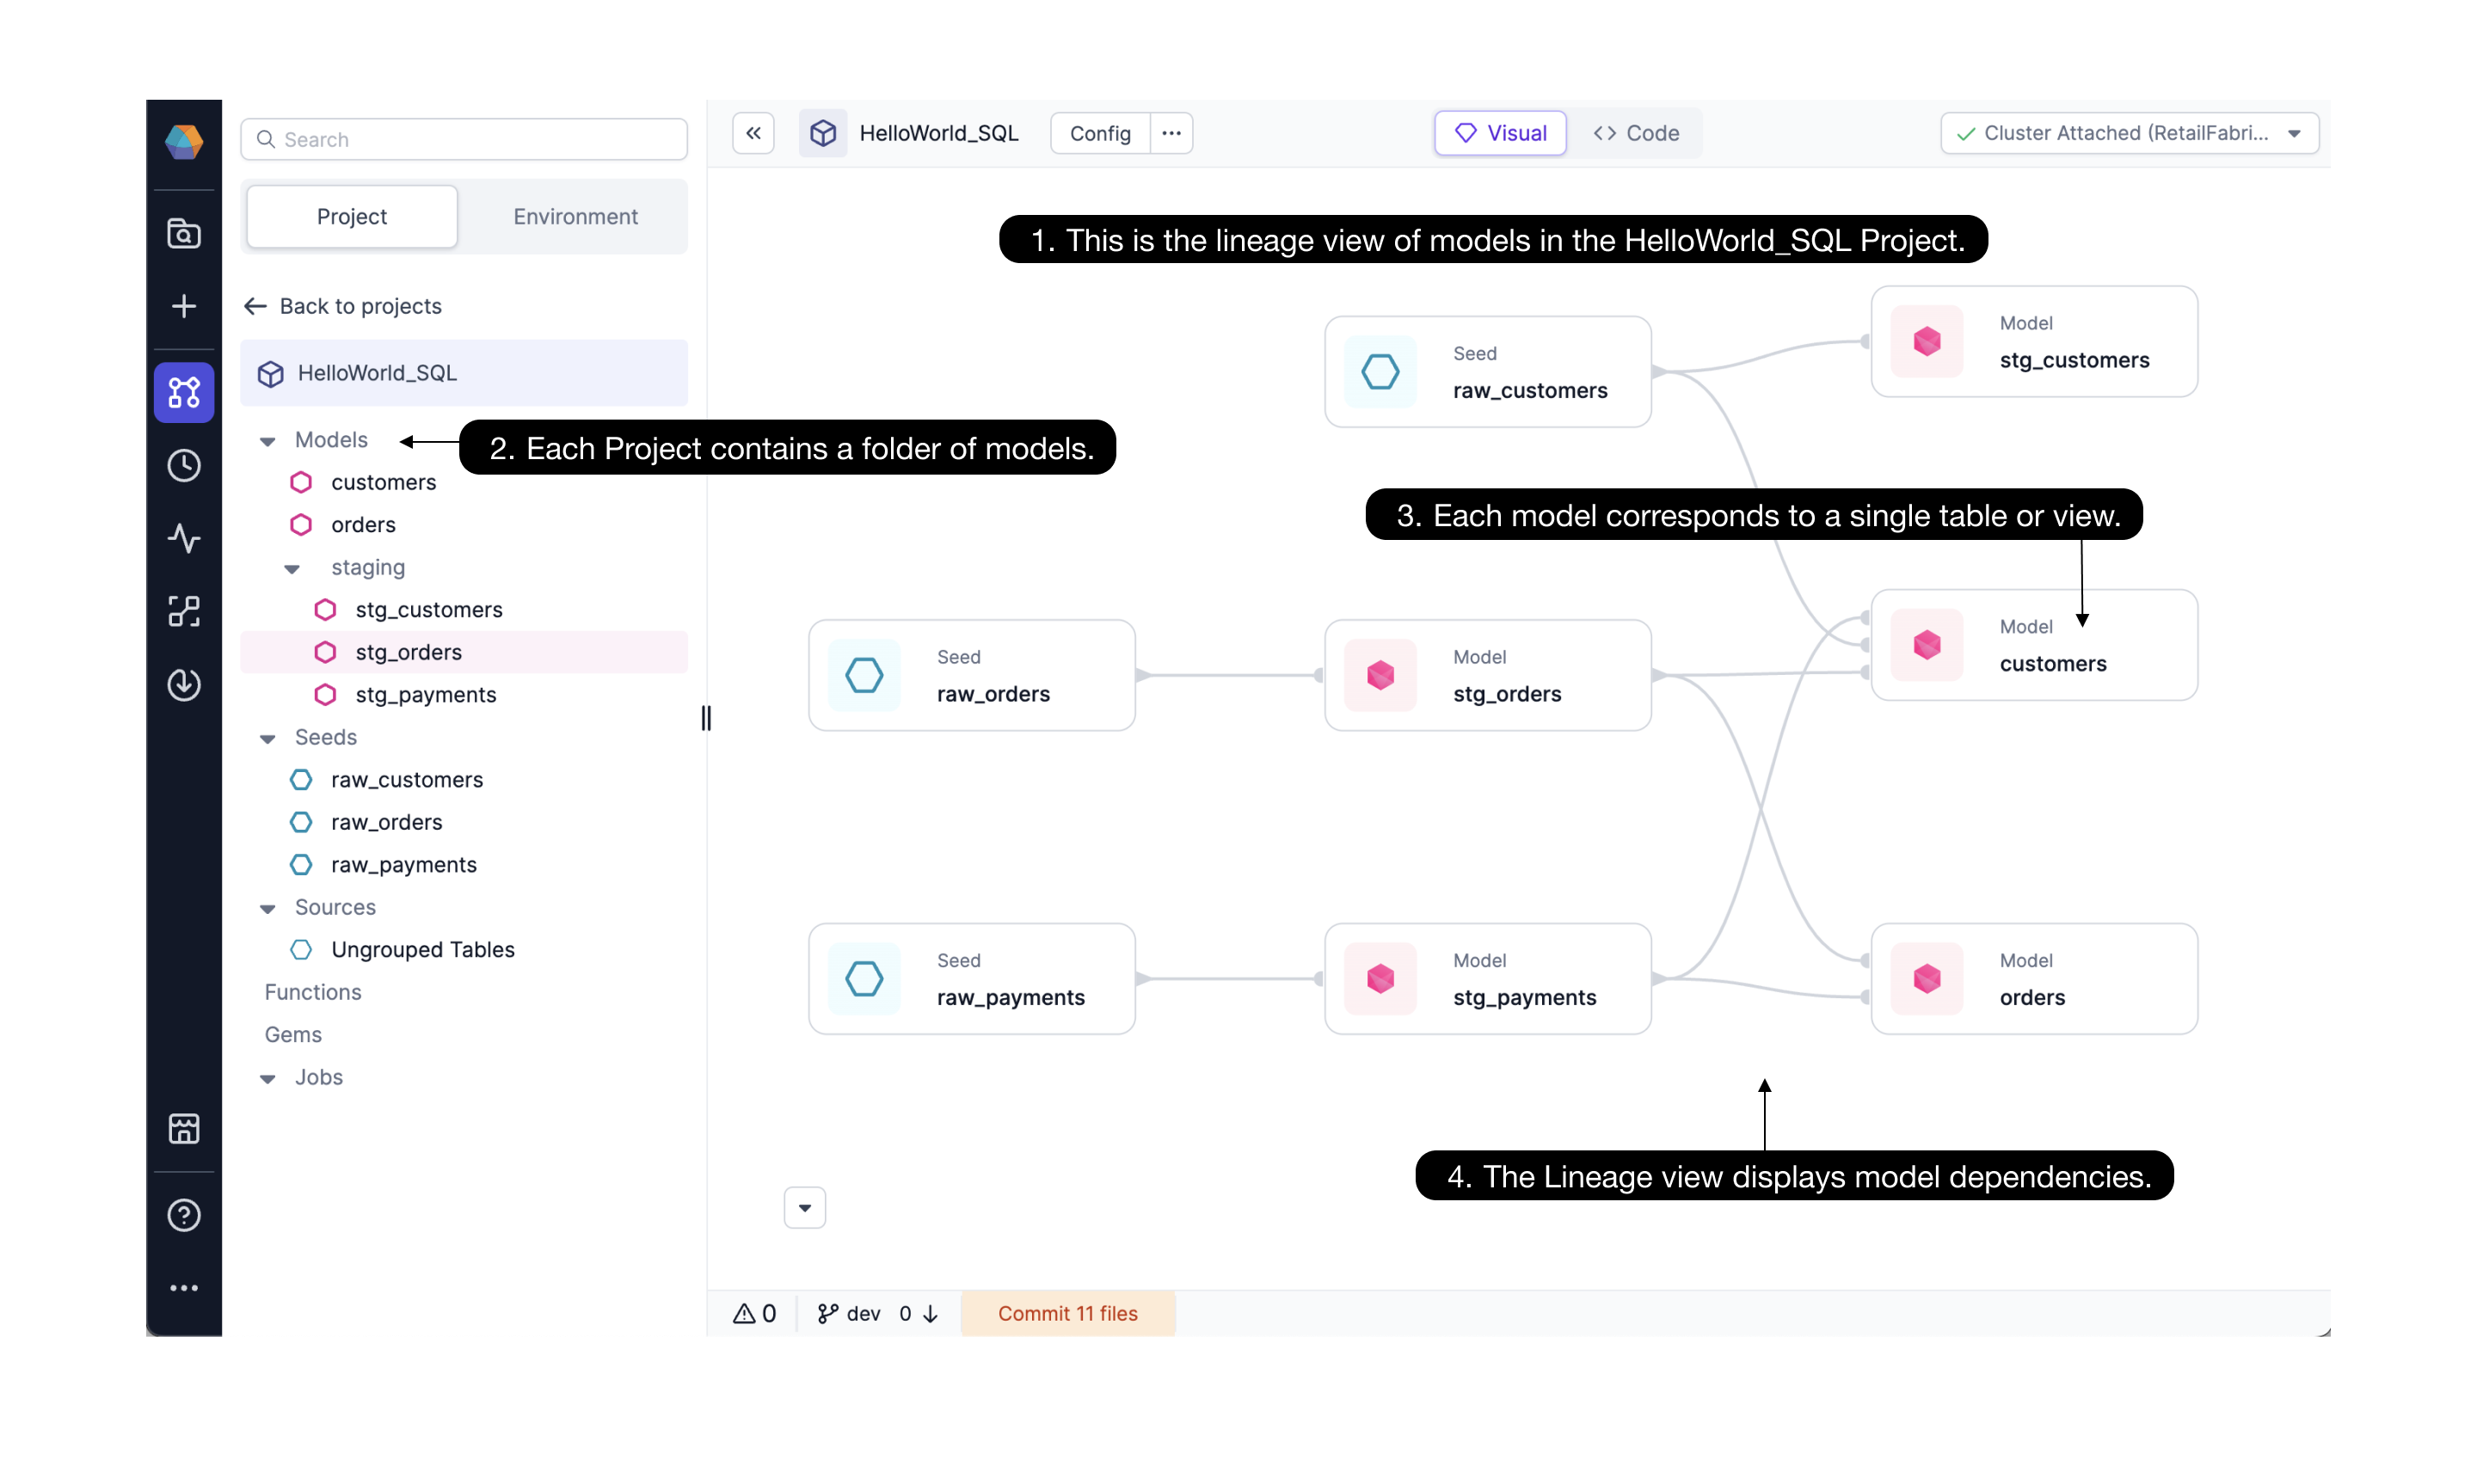 Search
HelloWorld_SQL
Config
Visual
Code
Cluster Attached (RetailFabri...
Project
Environment
1. This is the lineage view of models in the HelloWorld_SQL Project.
Back to projects
HelloWorld_SQL
Models
2. Each Project contains a folder of models.
customers
orders
staging
stg_customers
stg_orders
stg_payments
Seeds
raw_customers
raw_orders
raw_payments
Sources
Ungrouped Tables
Functions
Gems
Jobs
Seed
raw_customers
Model
stg_customers
3. Each model corresponds to a single table or view.
Seed
raw_orders
Model
stg_orders
Model
customers
Seed
raw_payments
Model
stg_payments
Model
orders
4. The Lineage view displays model dependencies.
0
dev
0
Commit 11 files